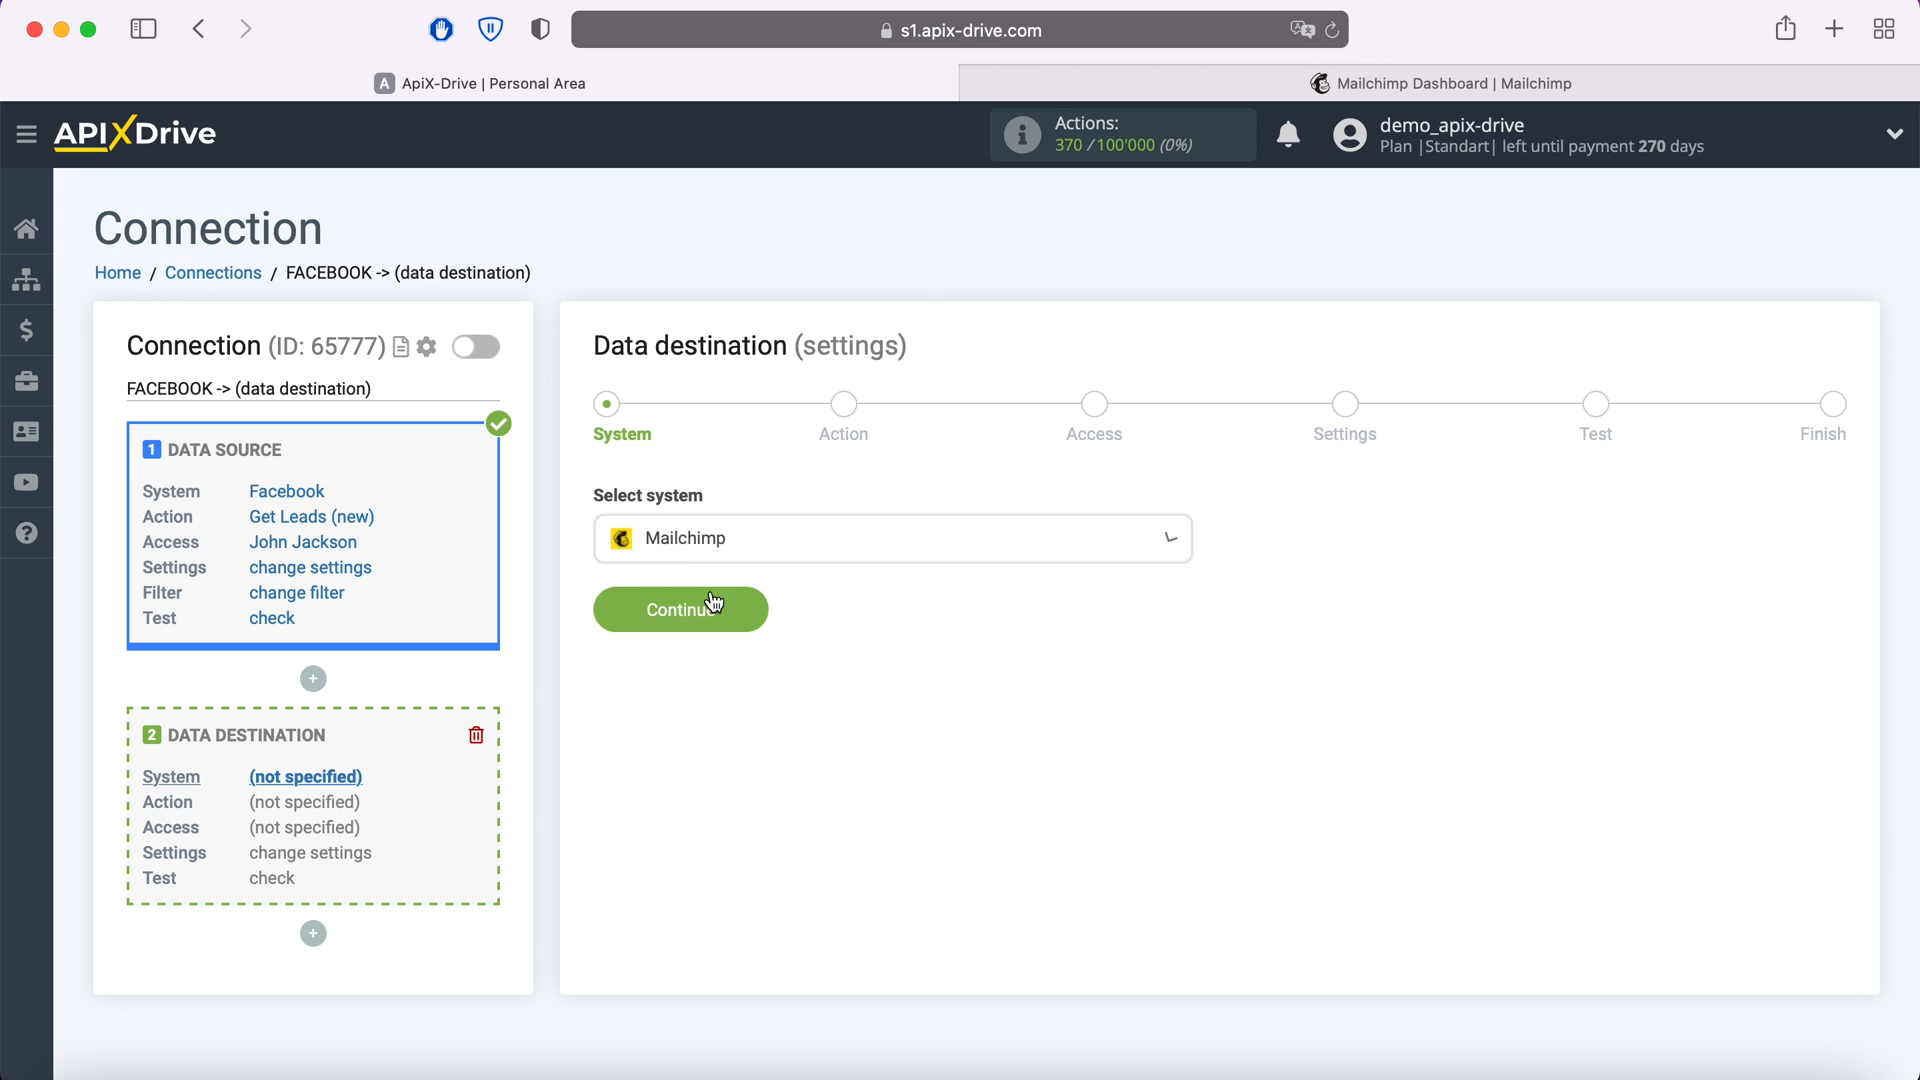 s1.apix-drive.com
A ApiX-Drive | Personal Area
Mailchimp Dashboard | Mailchimp
APIXDrive
Actions:
370 / 100'000 (0%)
demo_apix-drive
Plan |Standart| left until payment 270 days
Connection
Home / Connections / FACEBOOK -> (data destination)
Connection (ID: 65777)
FACEBOOK -> (data destination)
1 DATA SOURCE
System Facebook
Action Get Leads (new)
Access John Jackson
Settings change settings
Filter change filter
Test check
2 DATA DESTINATION
System (not specified)
Action (not specified)
Access (not specified)
Settings change settings
Test check
Data destination (settings)
System Action Access Settings Test Finish
Select system
Mailchimp
Continue